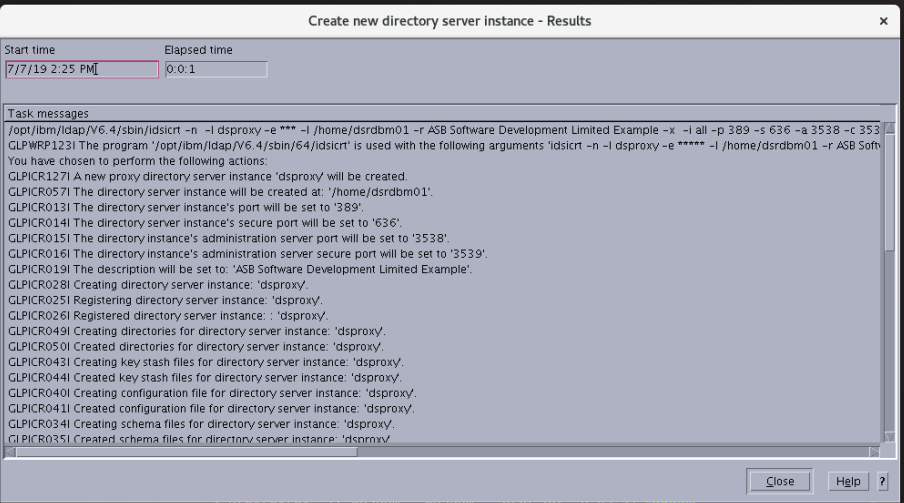 Create new directory server instance - Results
×
Start time
Elapsed time
7/7/19 2:25 PM
0:0:1
Task messages
/opt/ibm/ldap/V6.4/sbin/idsicrt -n -I dsproxy -e *** -l /home/dsrdbm01 -r ASB Software Development Limited Example -x -i all -p 389 -s 636 -a 3538 -c 353
GLPWRP123I The program '/opt/ibm/ldap/V6.4/sbin/64/idsicrt' is used with the following arguments 'idsicrt -n -I dsproxy -e ***** -l /home/dsrdbm01 -r ASB Softv
You have chosen to perform the following actions:
GLPICR127I A new proxy directory server instance 'dsproxy' will be created.
GLPICR057I The directory server instance will be created at: '/home/dsrdbm01'.
GLPICR013I The directory server instance's port will be set to '389'.
GLPICR014I The directory server instance's secure port will be set to '636'.
GLPICR015I The directory instance's administration server port will be set to '3538'.
GLPICR016I The directory instance's administration server secure port will be set to '3539'.
GLPICR019I The description will be set to: 'ASB Software Development Limited Example'.
GLPICR028I Creating directory server instance: 'dsproxy'.
GLPICR025I Registering directory server instance: 'dsproxy'.
GLPICR026I Registered directory server instance: : 'dsproxy'.
GLPICR049I Creating directories for directory server instance: 'dsproxy'.
GLPICR050I Created directories for directory server instance: 'dsproxy'.
GLPICR043I Creating key stash files for directory server instance: 'dsproxy'.
GLPICR044I Created key stash files for directory server instance: 'dsproxy'.
GLPICR040I Creating configuration file for directory server instance: 'dsproxy'.
GLPICR041I Created configuration file for directory server instance: 'dsproxy'.
GLPICR034I Creating schema files for directory server instance: 'dsproxy'.
GLPICR035I Created schema files for directory server instance: 'dsproxy'.
Close
Help
?